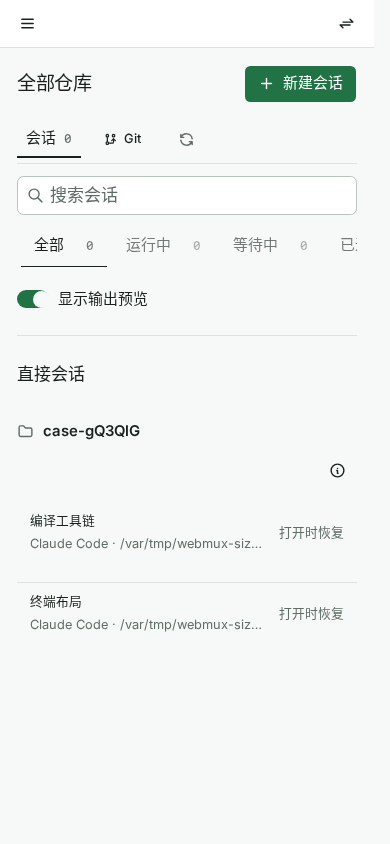 全部仓库
新建会话
会话 0
Git
搜索会话
全部 0 运行中 0 等待中 0
显示输出预览
直接会话
case-gQ3QIG
编译工具链
Claude Code · /var/tmp/webmux-siz...
打开时恢复
终端布局
Claude Code · /var/tmp/webmux-siz...
打开时恢复